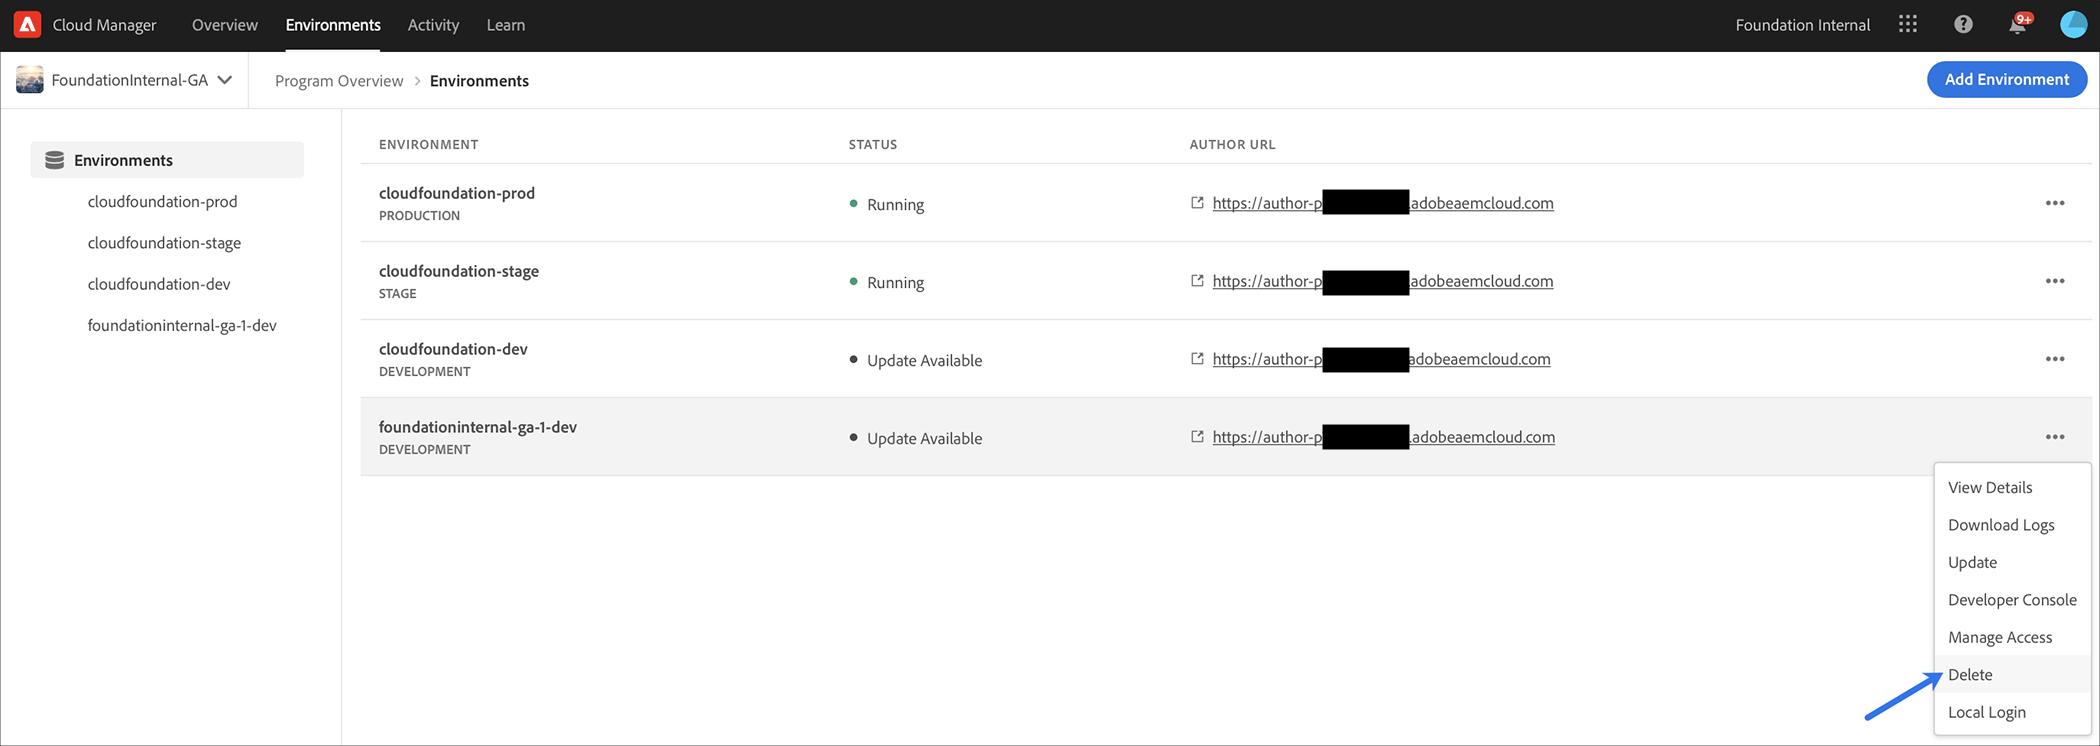 Cloud Manager Overview Environments Activity Learn Foundation Internal 9+
FoundationInternal-GA Program Overview > Environments Add Environment
Environments
cloudfoundation-prod
cloudfoundation-stage
cloudfoundation-dev
foundationinternal-ga-1-dev
ENVIRONMENT STATUS AUTHOR URL
cloudfoundation-prod
PRODUCTION
Running
https://author-p .adobeaemcloud.com
cloudfoundation-stage
STAGE
Running
https://author-p .adobeaemcloud.com
cloudfoundation-dev
DEVELOPMENT
Update Available
https://author-p adobeaemcloud.com
foundationinternal-ga-1-dev
DEVELOPMENT
Update Available
https://author-p .adobeaemcloud.com
View Details
Download Logs
Update
Developer Console
Manage Access
Delete
Local Login